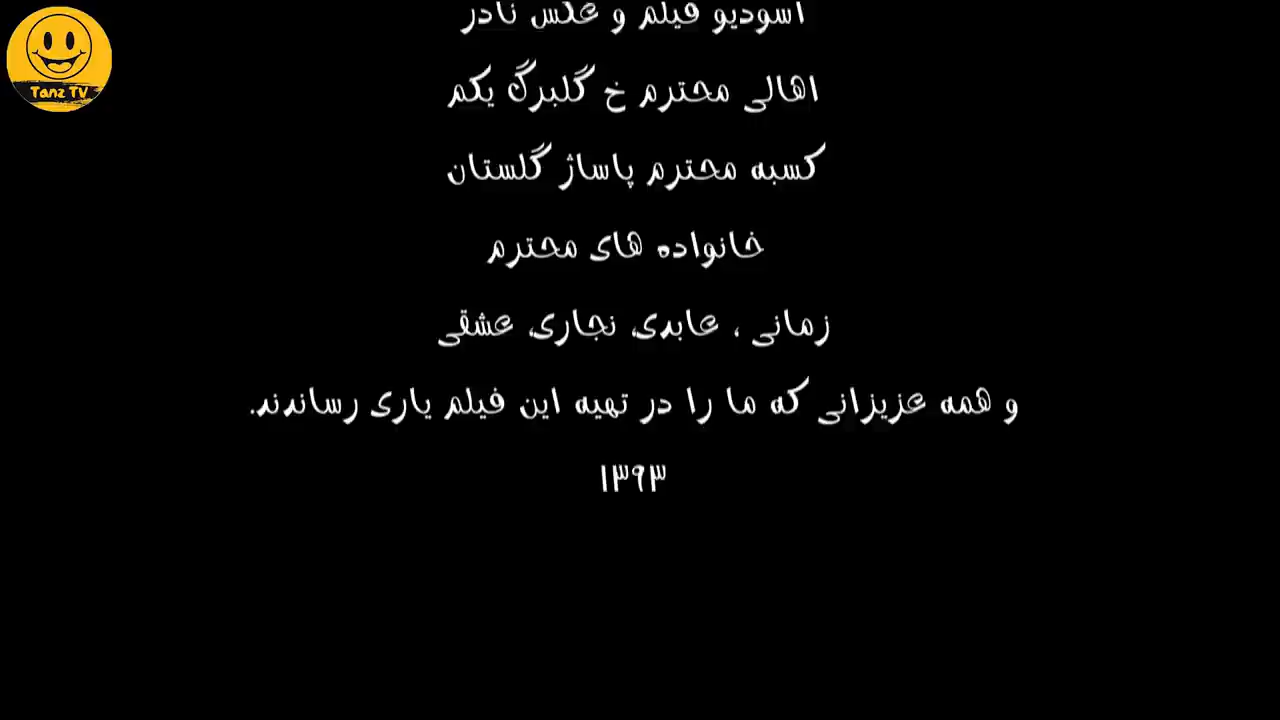 Tanz TV
اسودیو فیلم و عکس نادر
اهالی محترم خ گلبرگ یکم
کسبه محترم پاساژ گلستان
خانواده های محترم
زمانی ، عابدی، نجاری، عشقی
و همه عزیزانی که ما را در تهیه این فیلم یاری رساندند.
۱۳۹۳